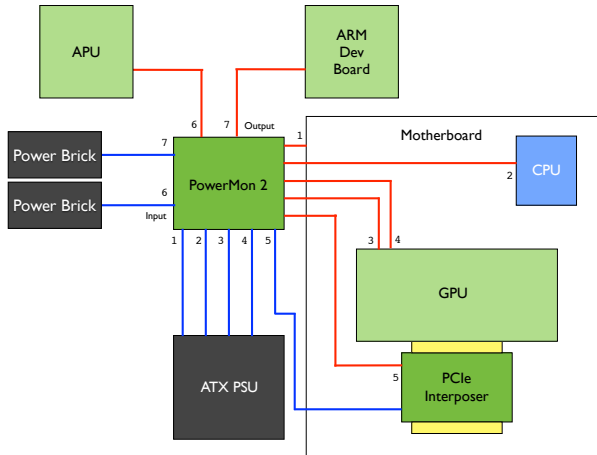 APU
ARM
Dev
Board
6
7
Output
1
Motherboard
7
Power Brick
PowerMon 2
2
CPU
6
Power Brick
Input
1
2
3
4
5
3
4
GPU
ATX PSU
5
PCIe
Interposer